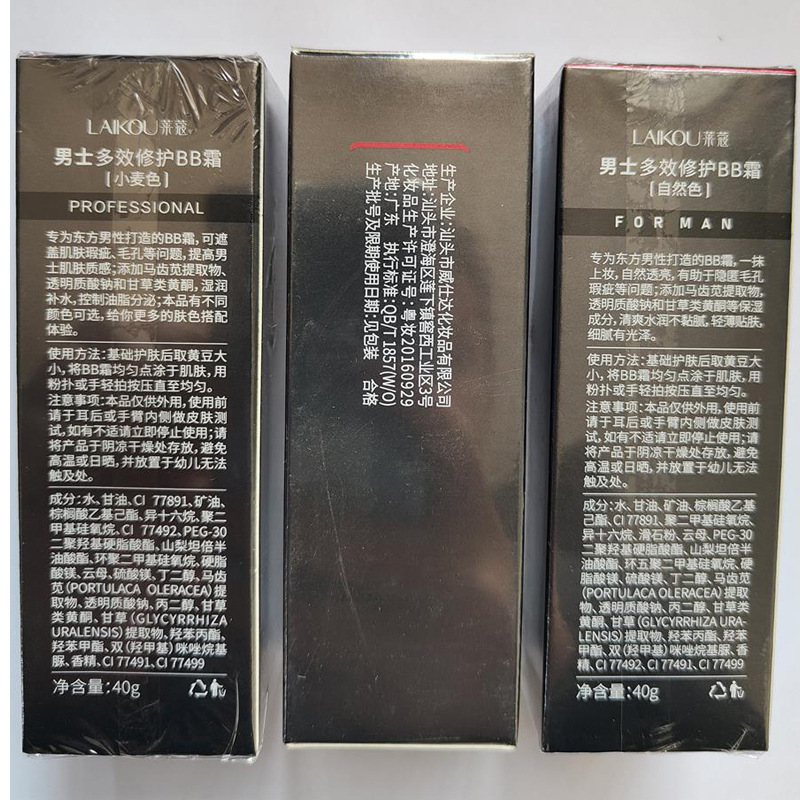 LAIKOU莱蔻
男士多效修护BB霜
[小麦色]
PROFESSIONAL
专为东方男性打造的BB霜,可遮
盖肌肤瑕疵、毛孔等问题,提高男
士肌肤质感;添加马齿苋提取物、
透明质酸钠和甘草类黄酮,湿润
补水,控制油脂分泌;本品有不同
颜色可选,给你更多的肤色搭配
体验。
使用方法:基础护肤后取黄豆大
小,将BB霜均匀点涂于肌肤,用
粉扑或手轻拍按压直至均匀。
注意事项:本品仅供外用,使用前
请于耳后或手臂内侧做皮肤测
试,如有不适请立即停止使用;请
将产品于阴凉干燥处存放,避免
高温或日晒,并放置于幼儿无法
触及处。
成分:水、甘油、CI 77891、矿油、
棕榈酸乙基己酯、异十六烷、聚二
甲基硅氧烷、CI 77492、PEG-30
二聚羟基硬脂酸酯、山梨坦倍半
油酸酯、环聚二甲基硅氧烷、硬脂
酸镁、云母、硫酸镁、丁二醇、马齿
苋(PORTULACA OLERACEA)提
取物、透明质酸钠、丙二醇、甘草
类黄酮、甘草(GLYCYRRHIZA
URALENSIS)提取物、羟苯丙酯、
羟苯甲酯、双(羟甲基)咪唑烷基
脲、香精、CI 77491、CI 77499
净含量:40g
生产企业:汕头市威仕达化妆品有限公司
地址:汕头市澄海区莲下镇窖西工业区3号
化妆品生产许可证号:粤妆20160929
产地:广东 执行标准:QB/T 1857(W/O)
生产批号及限期使用日期:见包装 合格
LAIKOU莱蔻
男士多效修护BB霜
[自然色]
FOR MAN
专为东方男性打造的BB霜,一抹
上妆,自然透亮,有助于隐匿毛孔
瑕疵等问题;添加马齿苋提取物,
透明质酸钠和甘草类黄酮等保湿
成分,清爽水润不黏腻,轻薄贴肤,
细腻有光泽。
使用方法:基础护肤后取黄豆大
小,将BB霜均匀点涂于肌肤,用
粉扑或手轻拍按压直至均匀。
注意事项:本品仅供外用,使用前
请于耳后或手臂内侧做皮肤测
试,如有不适请立即停止使用;请
将产品于阴凉干燥处存放,避免
高温或日晒,并放置于幼儿无法
触及处。
成分:水、甘油、矿油、棕榈酸乙基
己酯、CI 77891、聚二甲基硅氧烷、
异十六烷、滑石粉、云母、PEG-30
二聚羟基硬脂酸酯、山梨坦倍半
油酸酯、环五聚二甲基硅氧烷、硬
脂酸镁、硫酸镁、丁二醇、马齿苋
(PORTULACA OLERACEA)提取
物、透明质酸钠、丙二醇、甘草类
黄酮、甘草(GLYCYRRHIZA URA-
LENSIS)提取物、羟苯丙酯、羟苯
甲酯、双(羟甲基)咪唑烷基脲、香
精、CI 77492、CI 77491、CI 77499
净含量:40g